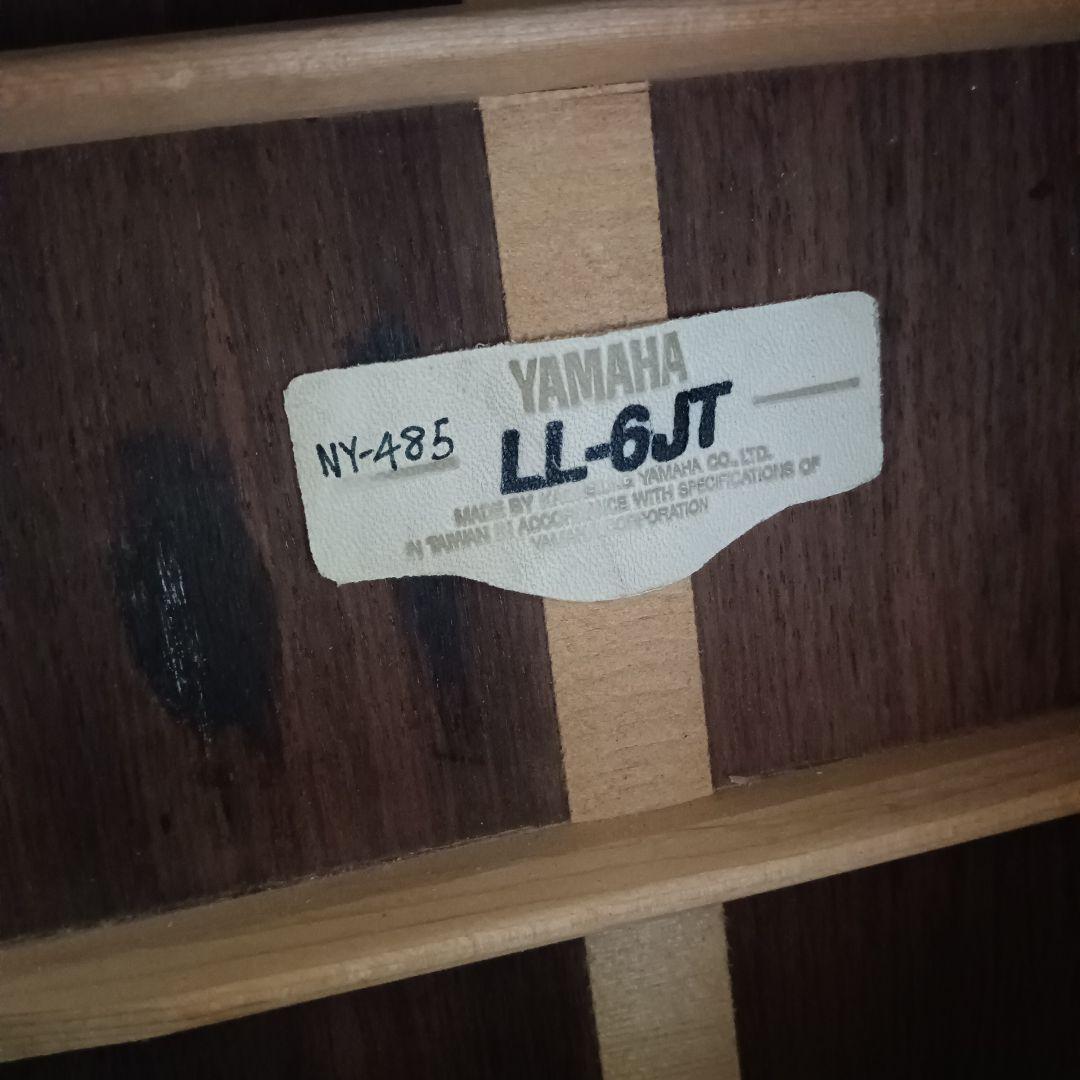 YAMAHA
NY-485
LL-6JT
MADE BY YAMAHA CO., LTD.
IN TAIWAN IN ACCORDANCE WITH SPECIFICATIONS OF
YAMAHA CORPORATION